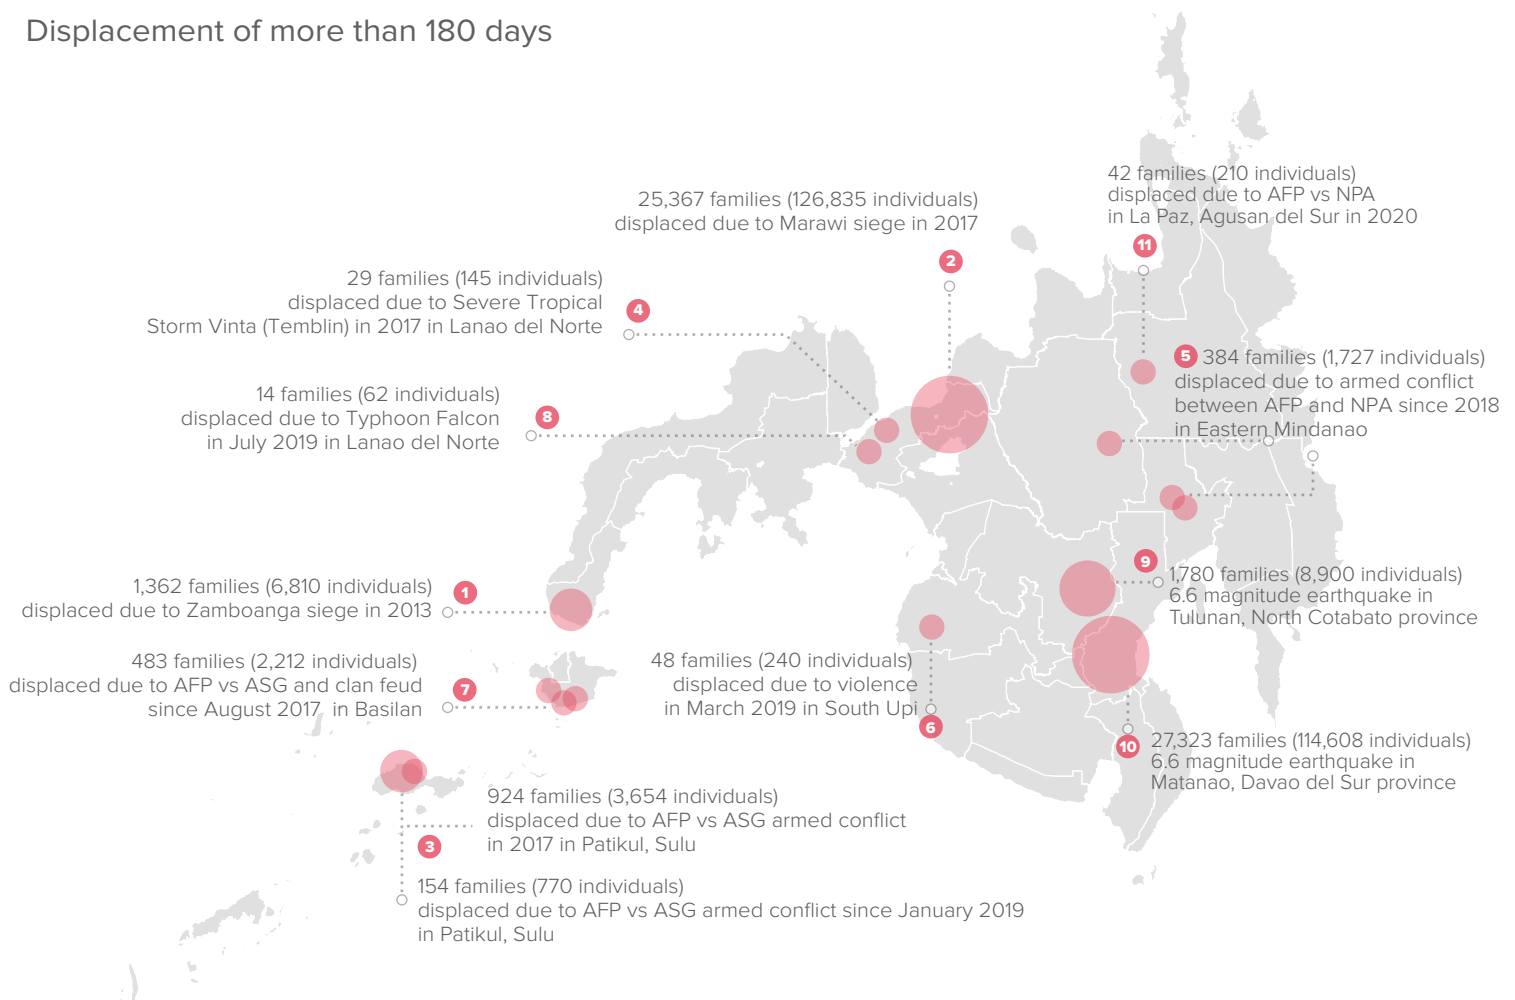 Displacement of more than 180 days
42 families (210 individuals)
displaced due to AFP vs NPA
in La Paz, Agusan del Sur in 2020
11
25,367 families (126,835 individuals)
displaced due to Marawi siege in 2017
2
29 families (145 individuals)
displaced due to Severe Tropical
Storm Vinta (Temblin) in 2017 in Lanao del Norte
4
5 384 families (1,727 individuals)
displaced due to armed conflict
between AFP and NPA since 2018
in Eastern Mindanao
14 families (62 individuals)
displaced due to Typhoon Falcon
in July 2019 in Lanao del Norte
8
9
1,780 families (8,900 individuals)
6.6 magnitude earthquake in
Tulunan, North Cotabato province
1,362 families (6,810 individuals)
displaced due to Zamboanga siege in 2013
1
483 families (2,212 individuals)
displaced due to AFP vs ASG and clan feud
since August 2017 in Basilan
7
48 families (240 individuals)
displaced due to violence
in March 2019 in South Upi
6
10
27,323 families (114,608 individuals)
6.6 magnitude earthquake in
Matanao, Davao del Sur province
924 families (3,654 individuals)
displaced due to AFP vs ASG armed conflict
in 2017 in Patikul, Sulu
3
154 families (770 individuals)
displaced due to AFP vs ASG armed conflict since January 2019
in Patikul, Sulu